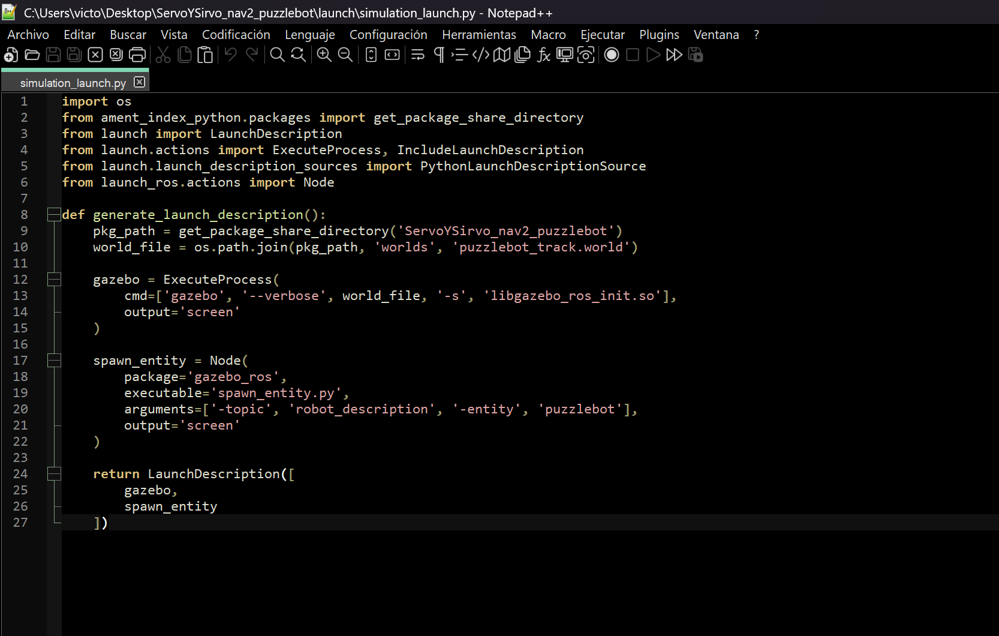 C:\Users\victo\Desktop\ServoYSirvo_nav2_puzzlebot\launch\simulation_launch.py - Notepad++
Archivo Editar Buscar Vista Codificación Lenguaje Configuración Herramientas Macro Ejecutar Plugins Ventana ?
simulation_launch.py
1 import os
2 from ament_index_python.packages import get_package_share_directory
3 from launch import LaunchDescription
4 from launch.actions import ExecuteProcess, IncludeLaunchDescription
5 from launch.launch_description_sources import PythonLaunchDescriptionSource
6 from launch_ros.actions import Node
7
8 def generate_launch_description():
9     pkg_path = get_package_share_directory('ServoYSirvo_nav2_puzzlebot')
10     world_file = os.path.join(pkg_path, 'worlds', 'puzzlebot_track.world')
11
12     gazebo = ExecuteProcess(
13         cmd=['gazebo', '--verbose', world_file, '-s', 'libgazebo_ros_init.so'],
14         output='screen'
15     )
16
17     spawn_entity = Node(
18         package='gazebo_ros',
19         executable='spawn_entity.py',
20         arguments=['-topic', 'robot_description', '-entity', 'puzzlebot'],
21         output='screen'
22     )
23
24     return LaunchDescription([
25         gazebo,
26         spawn_entity
27     ])